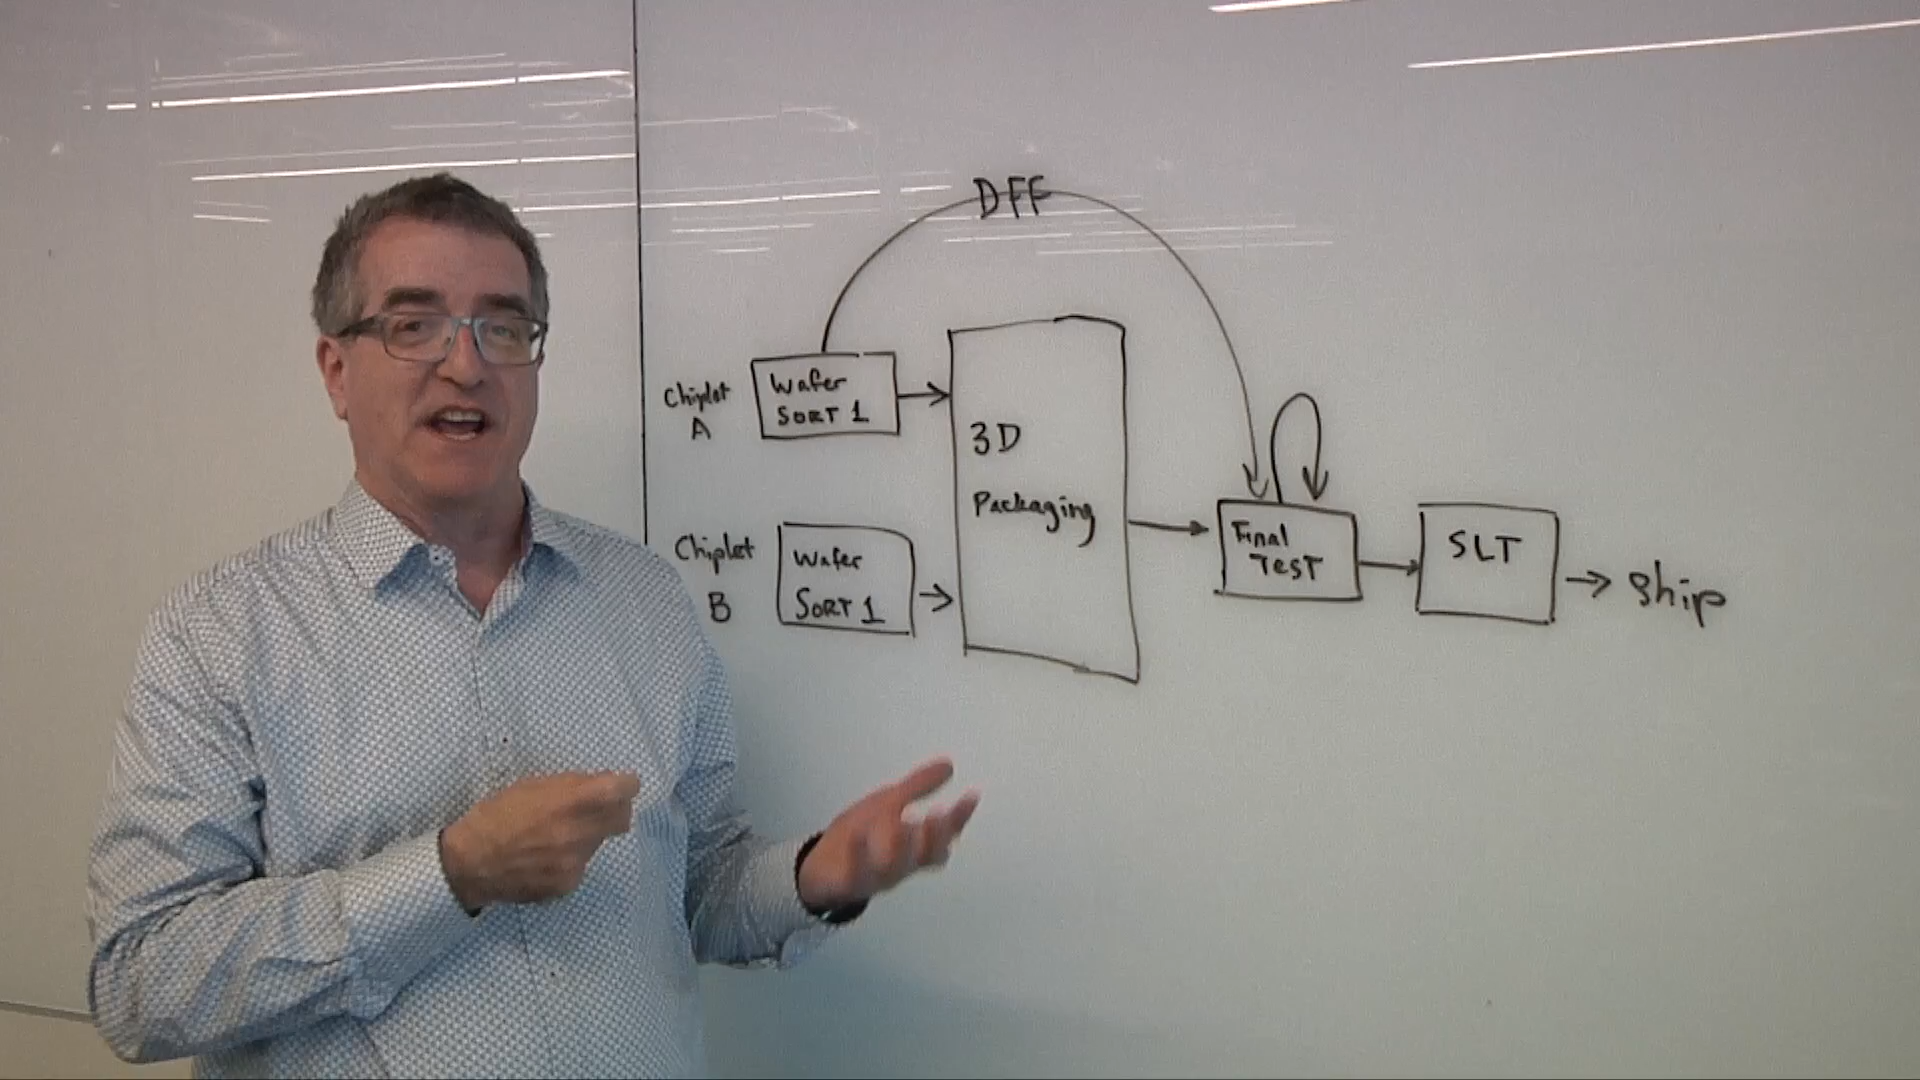 DFF
Chiplet
A
Wafer
SORT 1
3D
Packaging
Chiplet
B
Wafer
SORT 1
Final
TEST
SLT
Ship